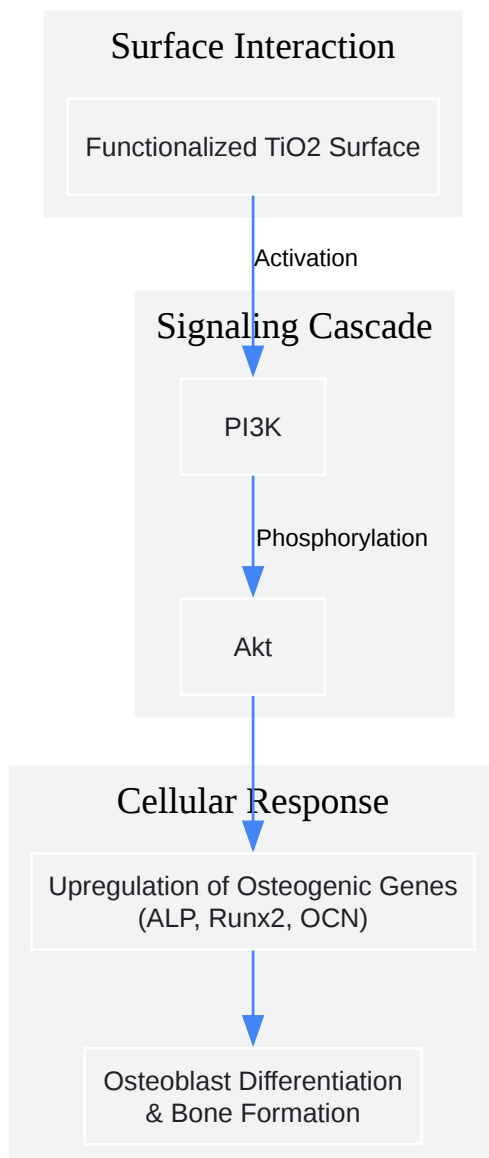 Surface Interaction
Functionalized TiO2 Surface
Activation
Signaling Cascade
PI3K
Phosphorylation
Akt
Cellular Response
Upregulation of Osteogenic Genes
(ALP, Runx2, OCN)
Osteoblast Differentiation
& Bone Formation